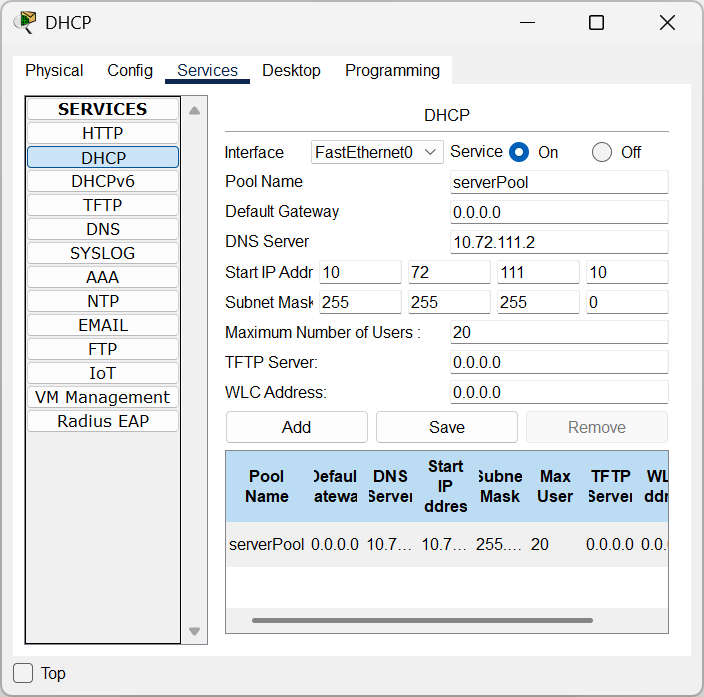 DHCP
Physical Config Services Desktop Programming
SERVICES
HTTP
DHCP
DHCPv6
TFTP
DNS
SYSLOG
AAA
NTP
EMAIL
FTP
IoT
VM Management
Radius EAP
DHCP
Interface FastEthernet0 Service On Off
Pool Name serverPool
Default Gateway 0.0.0.0
DNS Server 10.72.111.2
Start IP Addr 10 72 111 10
Subnet Mask 255 255 255 0
Maximum Number of Users : 20
TFTP Server: 0.0.0.0
WLC Address: 0.0.0.0
Add Save Remove
Pool Name Defaul atewa DNS Server Start IP ddres Subne Mask Max User TFTP Server WL ddr
serverPool 0.0.0.0 10.7... 10.7... 255.... 20 0.0.0.0 0.0.
Top